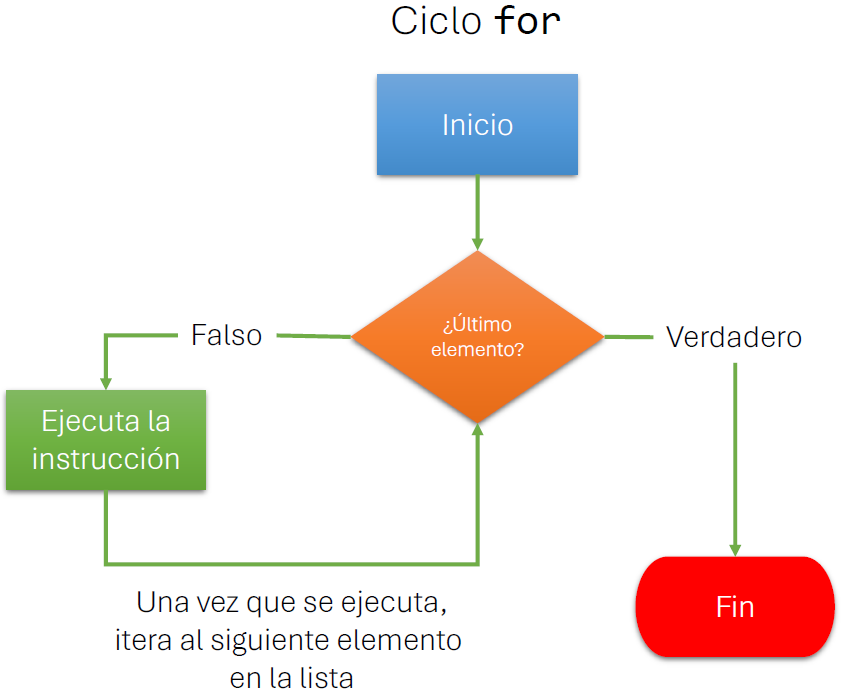 Ciclo for
Inicio
¿Último
elemento?
Falso
Verdadero
Ejecuta la
instrucción
Una vez que se ejecuta,
itera al siguiente elemento
en la lista
Fin